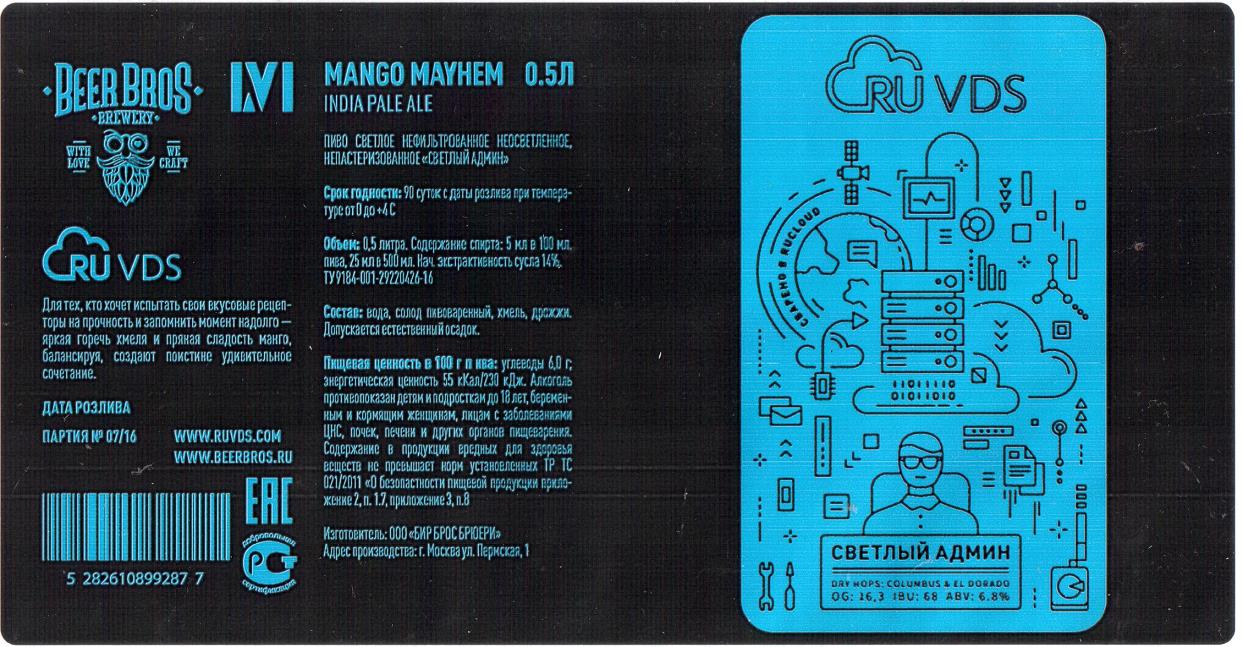 BEER BROS
BREWERY
WITH LOVE
WE CRAFT
RUVDS
Для тех, кто хочет испытать свои вкусовые рецеп-
торы на прочность и запомнить момент надолго —
яркая горечь хмеля и пряная сладость манго,
балансируя, создают поистине удивительное
сочетание.
ДАТА РОЗЛИВА
ПАРТИЯ № 07/16
WWW.RUVDS.COM
WWW.BEERBROS.RU
5 282610899287 7
EAC
добровольная
РСТ
сертификация
MANGO MAYHEM 0.5Л
INDIA PALE ALE
ПИВО СВЕТЛОЕ НЕФИЛЬТРОВАННОЕ НЕОСВЕТЛЕННОЕ,
НЕПАСТЕРИЗОВАННОЕ «СВЕТЛЫЙ АДМИН»
Срок годности: 90 суток с даты розлива при темпера-
туре от 0 до +4 С
Объем: 0,5 литра. Содержание спирта: 5 мл в 100 мл.
пива, 25 мл в 500 мл. Нач. экстрактивность сусла 14%.
ТУ 9184-001-29220426-16
Состав: вода, солод пивоваренный, хмель, дрожжи.
Допускается естественный осадок.
Пищевая ценность в 100 г п ива: углеводы 6,0 г;
энергетическая ценность 55 кКал/230 кДж. Алкоголь
противопоказан детям и подросткам до 18 лет, беремен-
ным и кормящим женщинам, лицам с заболеваниями
ЦНС, почек, печени и других органов пищеварения.
Содержание в продукции вредных для здоровья
веществ не превышает норм установленных ТР ТС
021/2011 «О безопастности пищевой продукции прило-
жение 2, п. 1.7, приложение 3, п.8
Изготовитель: ООО «БИР БРОС БРЮЕРИ»
Адрес производства: г. Москва ул. Пермская, 1
RUVDS
СВАРЕНО В RUCLOUD
11011110
01011010
СВЕТЛЫЙ АДМИН
DRY HOPS: COLUMBUS & EL DORADO
OG: 16,3 IBU: 68 ABV: 6.8%